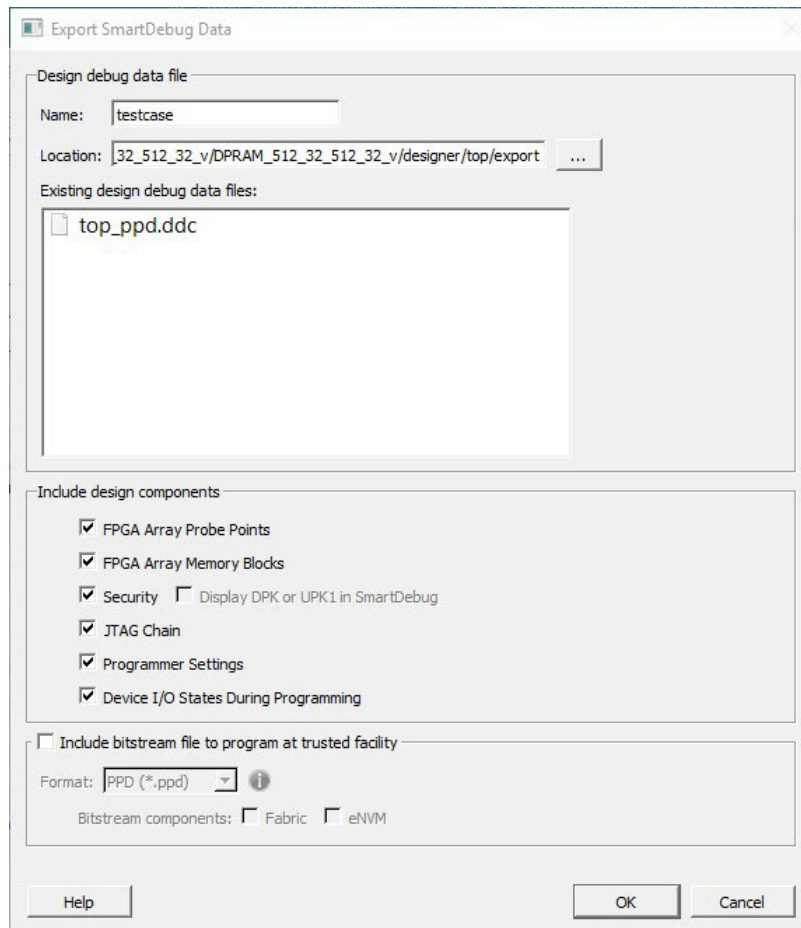 Export SmartDebug Data
Design debug data file
Name: testcase
Location: _32_512_32_v/DPRAM_512_32_512_32_v/designer/top/export ...
Existing design debug data files:
top_ppd.ddc
Include design components
FPGA Array Probe Points
FPGA Array Memory Blocks
Security Display DPK or UPK1 in SmartDebug
JTAG Chain
Programmer Settings
Device I/O States During Programming
Include bitstream file to program at trusted facility
Format: PPD (*.ppd)
Bitstream components: Fabric eNVM
Help OK Cancel